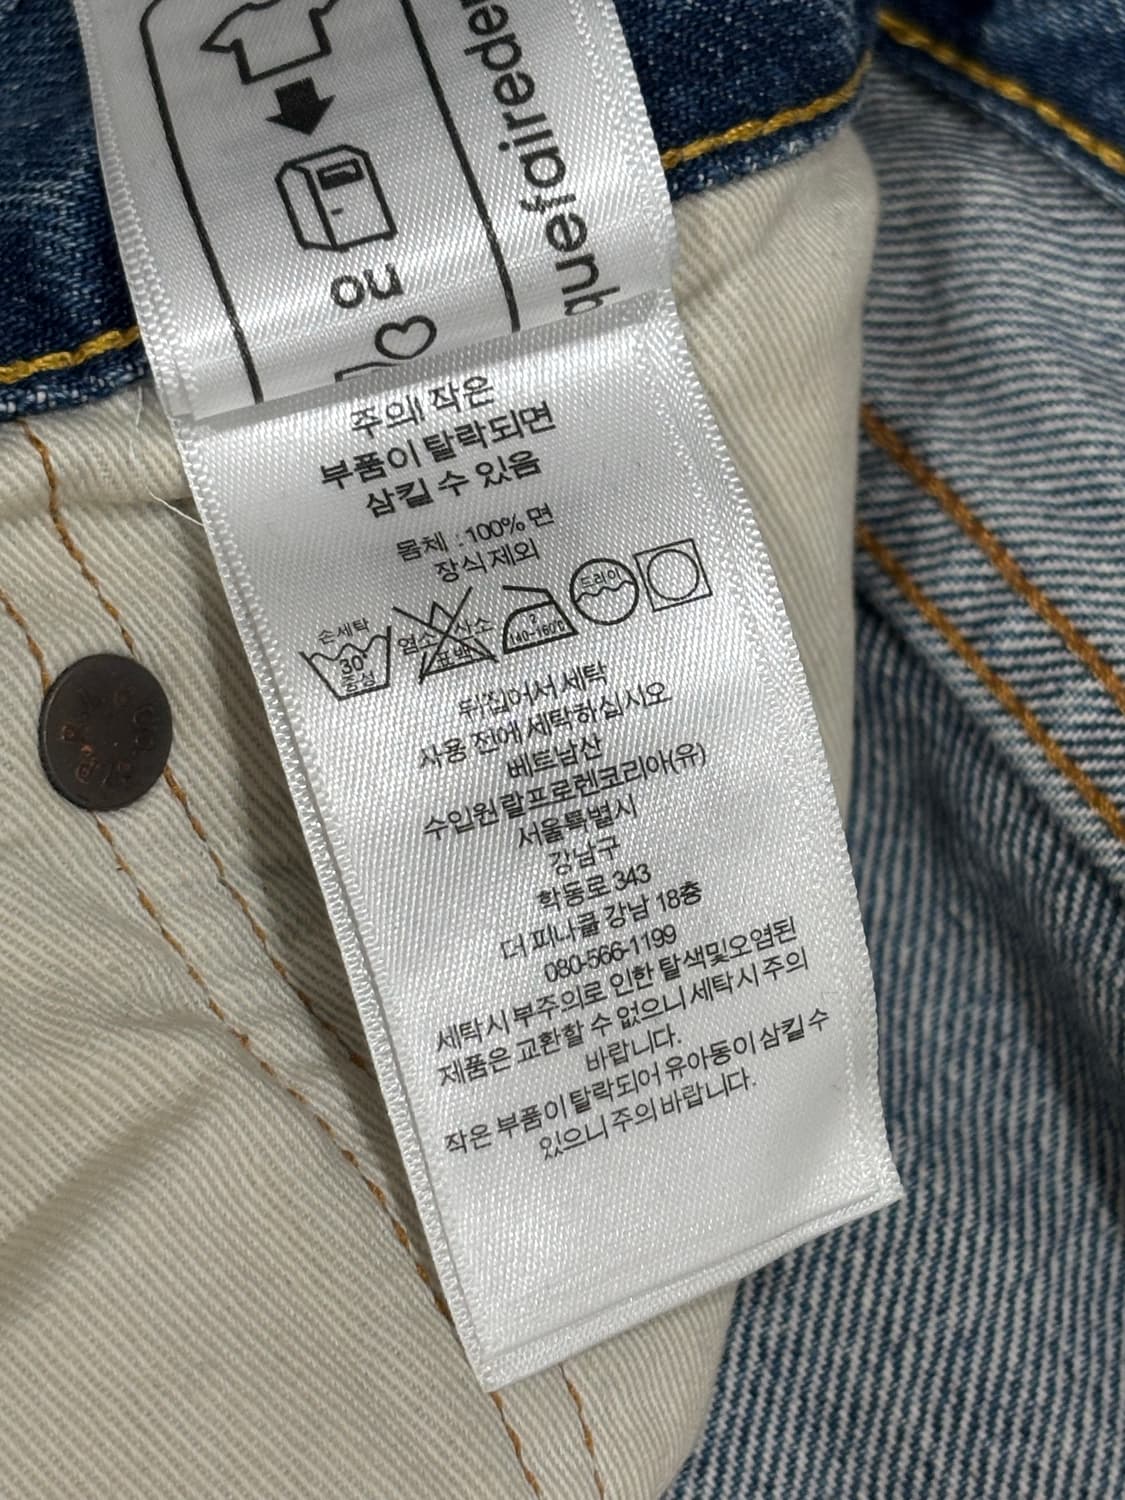 quefairede
ou
주의! 작은
부품이 탈락되면
삼킬 수 있음
몸체 : 100% 면
장식 제외
손세탁
30°
중성
염소 산소
표백
140~160℃
드라이
뒤집어서 세탁
사용 전에 세탁하십시오
베트남산
수입원 랄프로렌코리아(유)
서울특별시
강남구
학동로 343
더 피나클 강남 18층
080-566-1199
세탁 시 부주의로 인한 탈색및오염된
제품은 교환할 수 없으니 세탁 시 주의
바랍니다.
작은 부품이 탈락되어 유아동이 삼킬 수
있으니 주의 바랍니다.